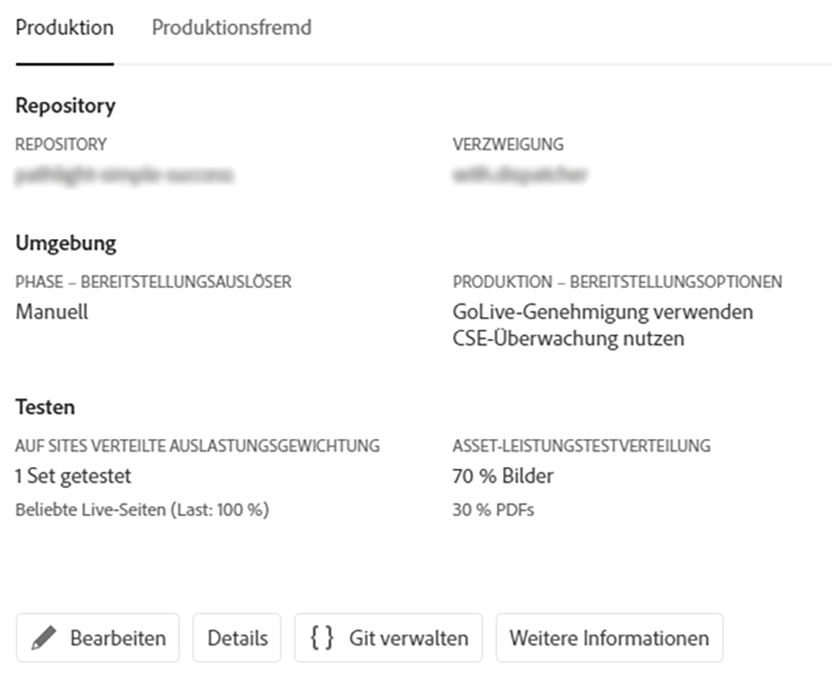 Produktion Produktionsfremd
Repository
REPOSITORY VERZWEIGUNG
Umgebung
PHASE – BEREITSTELLUNGSAUSLÖSER PRODUKTION – BEREITSTELLUNGSOPTIONEN
Manuell GoLive-Genehmigung verwenden
CSE-Überwachung nutzen
Testen
AUF SITES VERTEILTE AUSLASTUNGSGEWICHTUNG ASSET-LEISTUNGSTESTVERTEILUNG
1 Set getestet 70 % Bilder
Beliebte Live-Seiten (Last: 100 %) 30 % PDFs
Bearbeiten Details { } Git verwalten Weitere Informationen